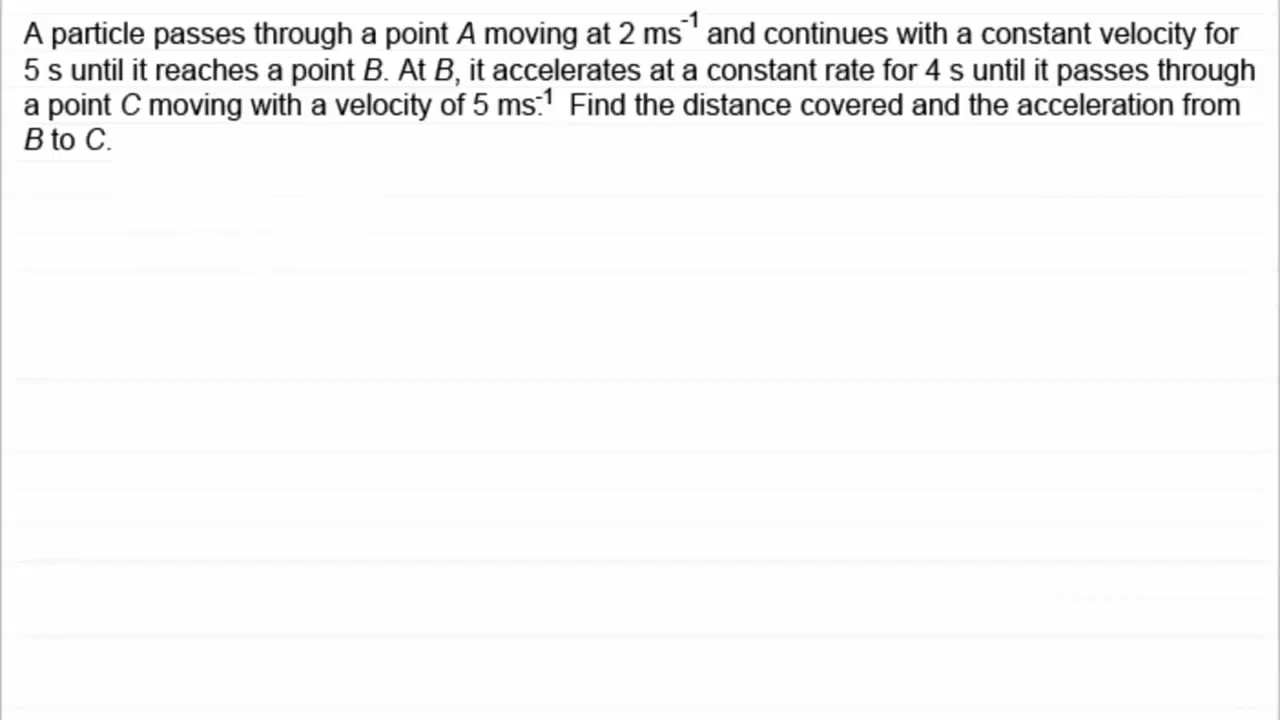 A particle passes through a point A moving at 2 ms⁻¹ and continues with a constant velocity for
5 s until it reaches a point B. At B, it accelerates at a constant rate for 4 s until it passes through
a point C moving with a velocity of 5 ms⁻¹. Find the distance covered and the acceleration from
B to C.